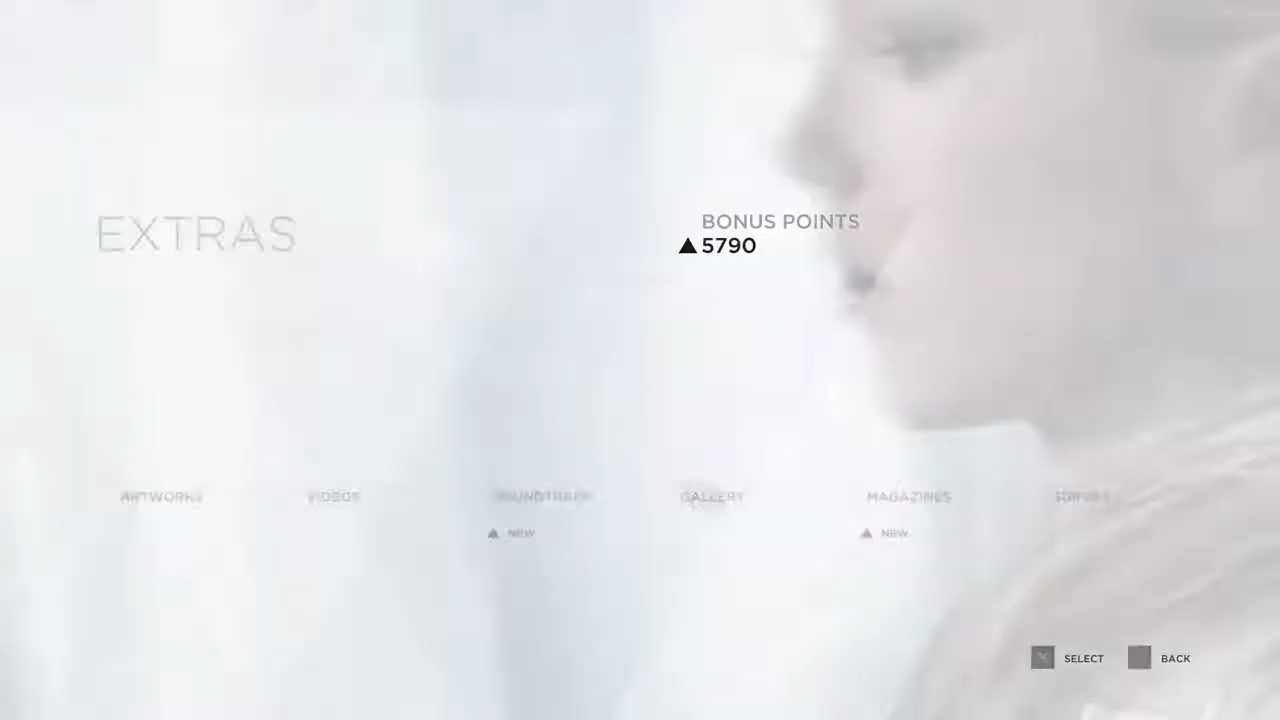 EXTRAS
BONUS POINTS
▲5790
ARTWORKS VIDEOS SOUNDTRACK GALLERY MAGAZINES
▲ NEW ▲ NEW
SELECT BACK